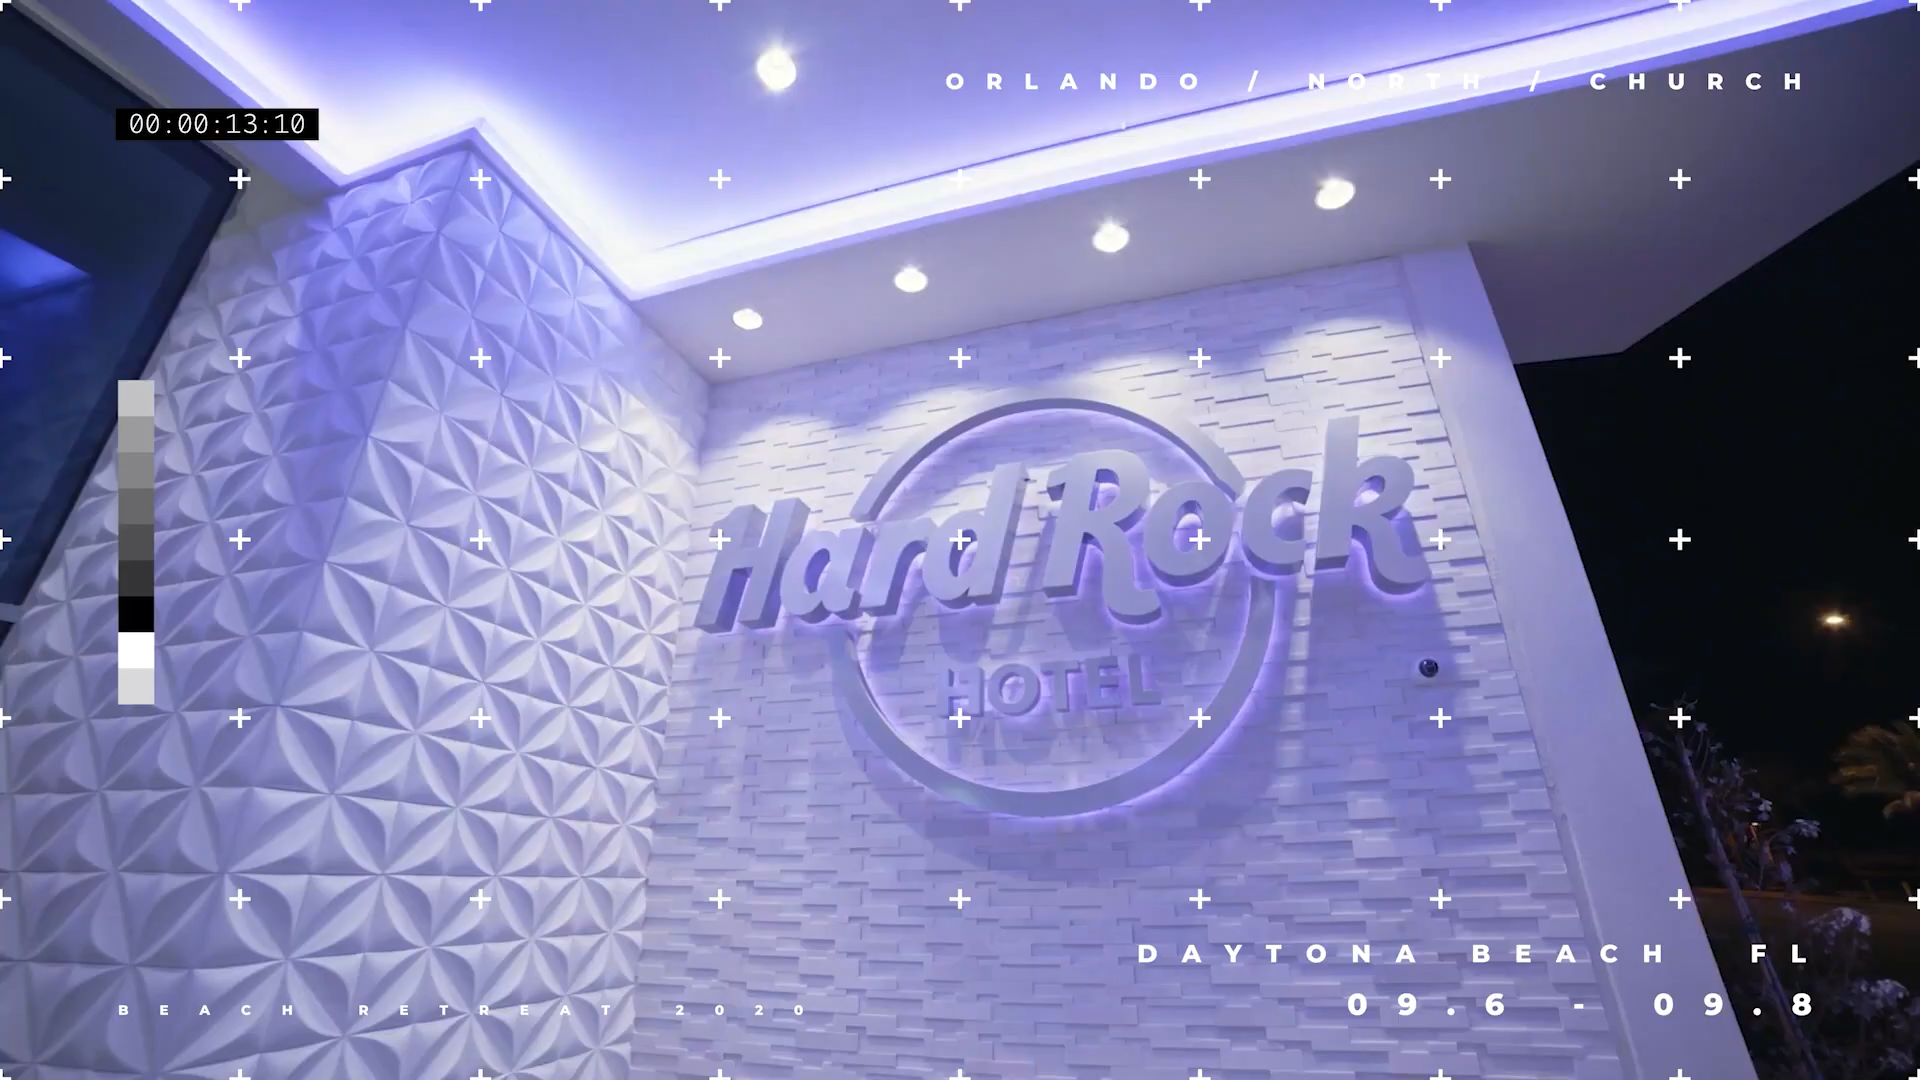 ORLANDO / NORTH / CHURCH
00:00:13:10
Hard Rock
HOTEL
DAYTONA BEACH FL
09.6 - 09.8
BEACH RETREAT 2020